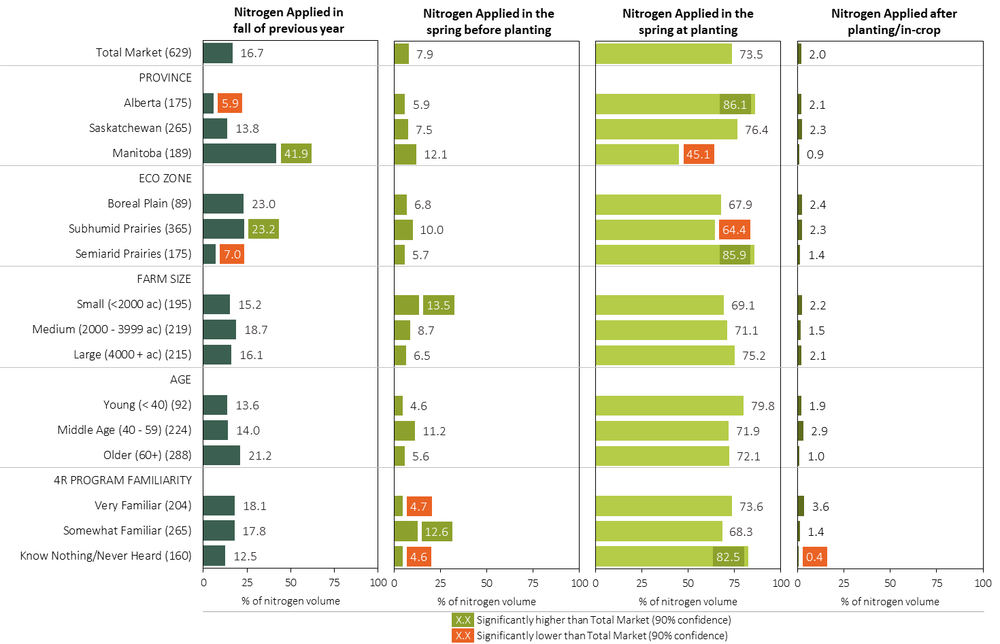 Nitrogen Applied in
fall of previous year
Nitrogen Applied in the
spring before planting
Nitrogen Applied in the
spring at planting
Nitrogen Applied after
planting/in-crop
Total Market (629) 16.7 7.9 73.5 2.0
PROVINCE
Alberta (175) 5.9 5.9 86.1 2.1
Saskatchewan (265) 13.8 7.5 76.4 2.3
Manitoba (189) 41.9 12.1 45.1 0.9
ECO ZONE
Boreal Plain (89) 23.0 6.8 67.9 2.4
Subhumid Prairies (365) 23.2 10.0 64.4 2.3
Semiarid Prairies (175) 7.0 5.7 85.9 1.4
FARM SIZE
Small (<2000 ac) (195) 15.2 13.5 69.1 2.2
Medium (2000 - 3999 ac) (219) 18.7 8.7 71.1 1.5
Large (4000 + ac) (215) 16.1 6.5 75.2 2.1
AGE
Young (< 40) (92) 13.6 4.6 79.8 1.9
Middle Age (40 - 59) (224) 14.0 11.2 71.9 2.9
Older (60+) (288) 21.2 5.6 72.1 1.0
4R PROGRAM FAMILIARITY
Very Familiar (204) 18.1 4.7 73.6 3.6
Somewhat Familiar (265) 17.8 12.6 68.3 1.4
Know Nothing/Never Heard (160) 12.5 4.6 82.5 0.4
0 25 50 75 100 0 25 50 75 100 0 25 50 75 100 0 25 50 75 100
% of nitrogen volume % of nitrogen volume % of nitrogen volume % of nitrogen volume
X.X Significantly higher than Total Market (90% confidence)
X.X Significantly lower than Total Market (90% confidence)